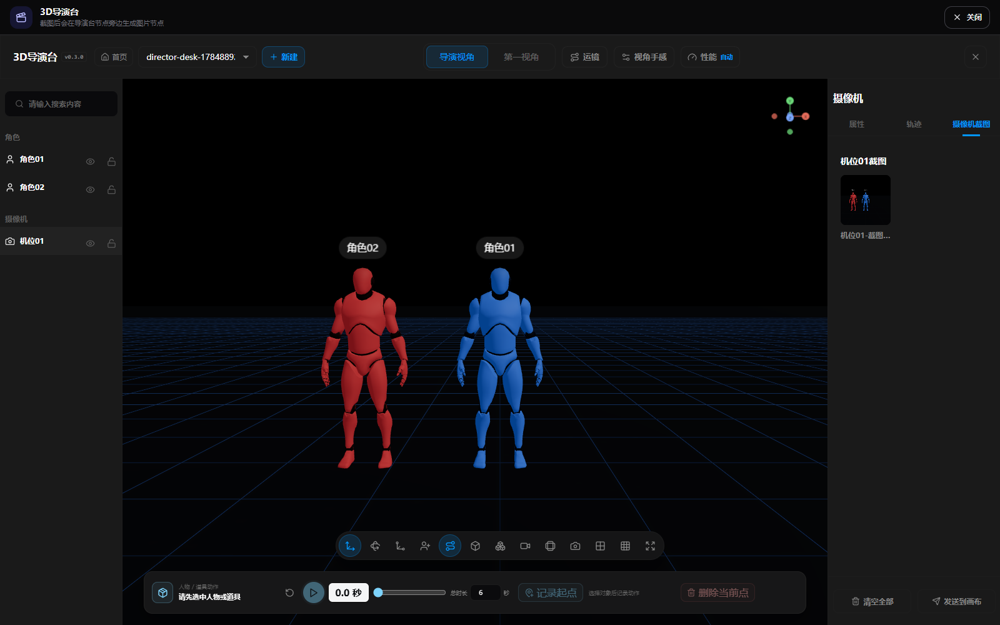 3D导演台
截图后会在导演台节点旁边生成图片节点
关闭
3D导演台 v0.3.0 首页 director-desk-1784889 新建 导演视角 第一视角 运镜 视角手感 性能 自动
请输入搜索内容
角色
角色01
角色02
摄像机
机位01
角色02
角色01
摄像机
属性 轨迹 摄像机截图
机位01截图
机位01-截图...
人物 / 道具动作
请先选中人物或道具
0.0 秒
总时长 6 秒
记录起点
选择对象后记录动作
删除当前点
清空全部
发送到画布